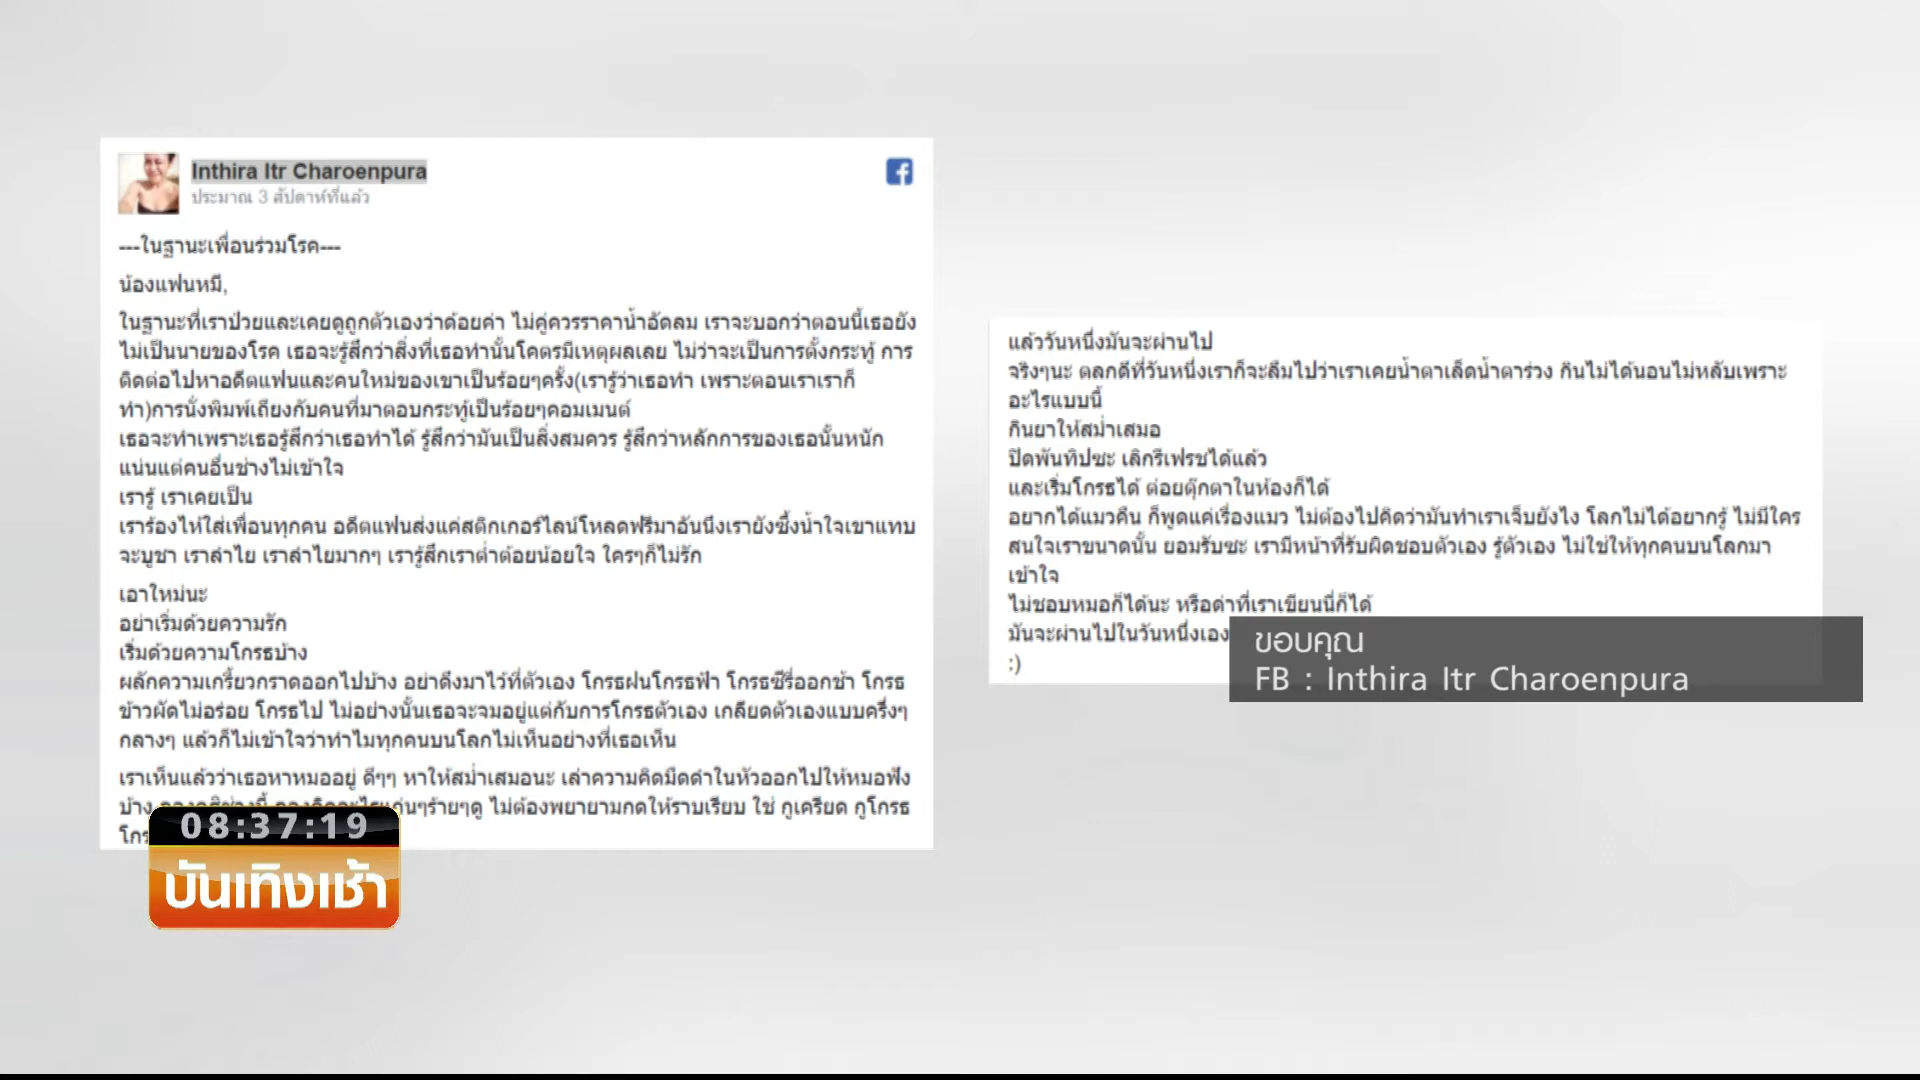 Inthira Itr Charoenpura
ประมาณ 3 สัปดาห์ที่แล้ว
---ในฐานะเพื่อนร่วมโรค---
น้องแฟนหมี,
ในฐานะที่เราป่วยและเคยดูถูกตัวเองว่าด้อยค่า ไม่คู่ควรราคาน้ำอัดลม เราจะบอกว่าตอนนี้เธอยัง
ไม่เป็นนายของโรค เธอจะรู้สึกว่าสิ่งที่เธอทำนั้นโคตรมีเหตุผลเลย ไม่ว่าจะเป็นการตั้งกระทู้ การ
ติดต่อไปหาอดีตแฟนและคนใหม่ของเขาเป็นร้อยๆครั้ง(เรารู้ว่าเธอทำ เพราะตอนเราเราก็
ทำ)การนั่งพิมพ์เถียงกับคนที่มาตอบกระทู้เป็นร้อยๆคอมเมนต์
เธอจะทำเพราะเธอรู้สึกว่าเธอทำได้ รู้สึกว่ามันเป็นสิ่งสมควร รู้สึกว่าหลักการของเธอนั้นหนัก
แน่นแต่คนอื่นช่างไม่เข้าใจ
เรารู้ เราเคยเป็น
เราร้องไห้ใส่เพื่อนทุกคน อดีตแฟนส่งแค่สติกเกอร์ไลน์โหลดฟรีมาอันนึงเรายังซึ้งน้ำใจเขาแทบ
จะบูชา เราลำไย เราลำไยมากๆ เรารู้สึกเราต่ำต้อยน้อยใจ ใครๆก็ไม่รัก
เอาใหม่นะ
อย่าเริ่มด้วยความรัก
เริ่มด้วยความโกรธบ้าง
ผลักความเกรี้ยวกราดออกไปบ้าง อย่าดึงมาไว้ที่ตัวเอง โกรธฝนโกรธฟ้า โกรธซีรี่ออกช้า โกรธ
ข้าวผัดไม่อร่อย โกรธไป ไม่อย่างนั้นเธอจะจมอยู่แต่กับการโกรธตัวเอง เกลียดตัวเองแบบครึ่งๆ
กลางๆ แล้วก็ไม่เข้าใจว่าทำไมทุกคนบนโลกไม่เห็นอย่างที่เธอเห็น
เราเห็นแล้วว่าเธอหาหมออยู่ ดีๆๆ หาให้สม่ำเสมอนะ เล่าความคิดมืดดำในหัวออกไปให้หมอฟัง
บ้าง ไม่ต้องพยายามกดให้ราบเรียบ ใช่ กูเครียด กูโกรธ
แล้ววันหนึ่งมันจะผ่านไป
จริงๆนะ ตลกดีที่วันหนึ่งเราก็จะลืมไปว่าเราเคยน้ำตาเล็ดน้ำตาร่วง กินไม่ได้นอนไม่หลับเพราะ
อะไรแบบนี้
กินยาให้สม่ำเสมอ
ปิดพันทิปซะ เลิกรีเฟรชได้แล้ว
และเริ่มโกรธได้ ต่อยตุ๊กตาในห้องก็ได้
อยากได้แมวคืน ก็พูดแค่เรื่องแมว ไม่ต้องไปคิดว่ามันทำเราเจ็บยังไง โลกไม่ได้อยากรู้ ไม่มีใคร
สนใจเราขนาดนั้น ยอมรับซะ เรามีหน้าที่รับผิดชอบตัวเอง รู้ตัวเอง ไม่ใช่ให้ทุกคนบนโลกมา
เข้าใจ
ไม่ชอบหมอก็ได้นะ หรือด่าที่เราเขียนนี่ก็ได้
มันจะผ่านไปในวันหนึ่งเอง
:)
ขอบคุณ
FB : Inthira Itr Charoenpura
08:37:19
บันเทิงเช้า